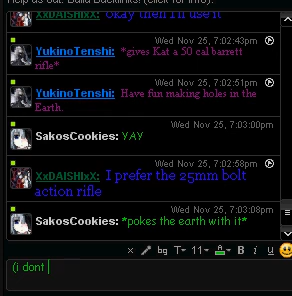 Help us out. Build Backlinks! (click for info).
XxDAISHIxX: okay then I'll use it
Wed Nov 25, 7:02:43pm
YukinoTenshi: *gives Kat a 50 cal barrett
rifle*
Wed Nov 25, 7:02:51pm
YukinoTenshi: Have fun making holes in the
Earth.
Wed Nov 25, 7:03:00pm
SakosCookies: YAY
Wed Nov 25, 7:02:58pm
XxDAISHIxX: I prefer the 25mm bolt
action rifle
Wed Nov 25, 7:03:08pm
SakosCookies: *pokes the earth with it*
× bg T 11 A B i u
(i dont